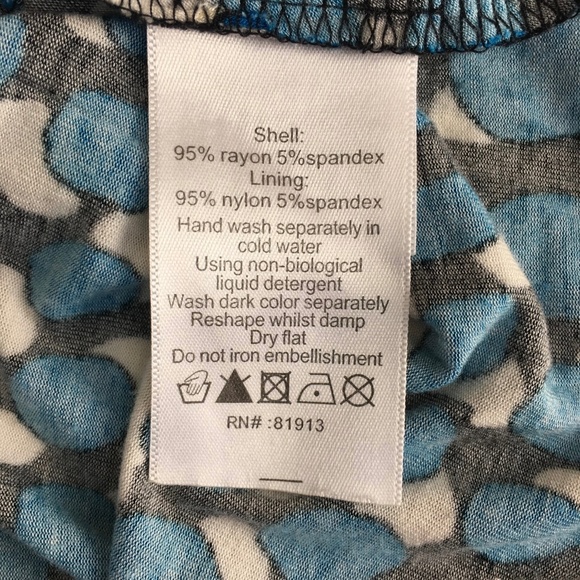 Shell:
95% rayon 5%spandex
Lining:
95% nylon 5%spandex
Hand wash separately in
cold water
Using non-biological
liquid detergent
Wash dark color separately
Reshape whilst damp
Dry flat
Do not iron embellishment
RN# :81913